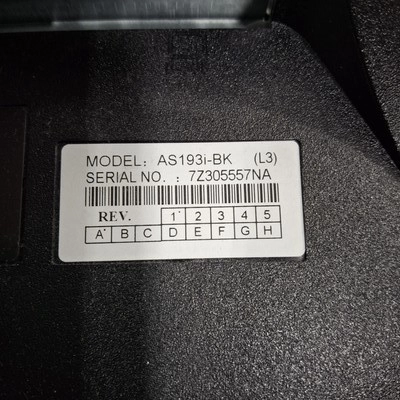 MODEL: AS193i-BK (L3)
SERIAL NO. : 7Z305557NA
REV. 1 2 3 4 5
A B C D E F G H